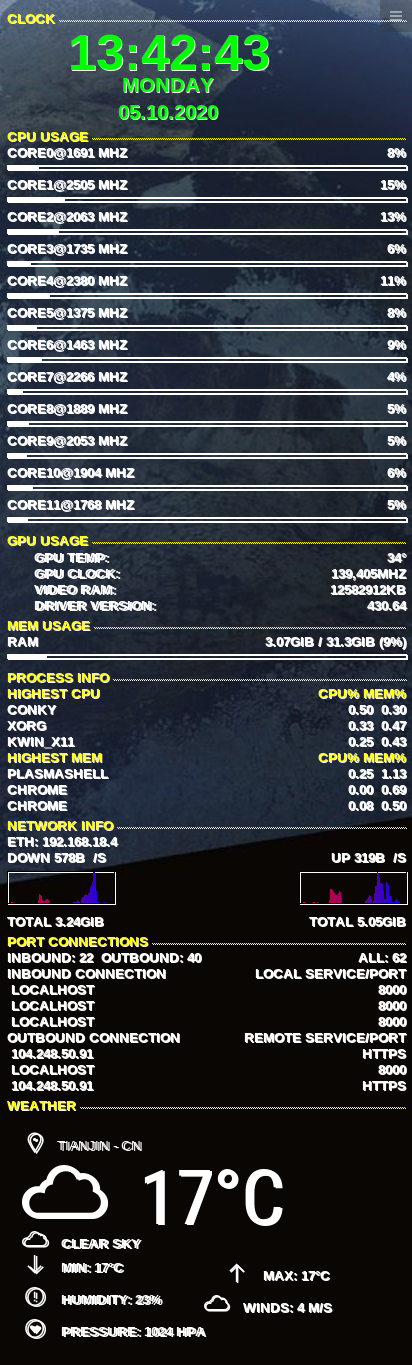 CLOCK
13:42:43
MONDAY
05.10.2020
CPU USAGE
CORE0@1691 MHZ 8%
CORE1@2505 MHZ 15%
CORE2@2063 MHZ 13%
CORE3@1735 MHZ 6%
CORE4@2380 MHZ 11%
CORE5@1375 MHZ 8%
CORE6@1463 MHZ 9%
CORE7@2266 MHZ 4%
CORE8@1889 MHZ 5%
CORE9@2053 MHZ 5%
CORE10@1904 MHZ 6%
CORE11@1768 MHZ 5%
GPU USAGE
GPU TEMP: 34°
GPU CLOCK: 139,405MHZ
VIDEO RAM: 12582912KB
DRIVER VERSION: 430.64
MEM USAGE
RAM 3.07GIB / 31.3GIB (9%)
PROCESS INFO
HIGHEST CPU CPU% MEM%
CONKY 0.50 0.30
XORG 0.33 0.47
KWIN_X11 0.25 0.43
HIGHEST MEM CPU% MEM%
PLASMASHELL 0.25 1.13
CHROME 0.00 0.69
CHROME 0.08 0.50
NETWORK INFO
ETH: 192.168.18.4
DOWN 578B /S UP 319B /S
TOTAL 3.24GIB TOTAL 5.05GIB
PORT CONNECTIONS
INBOUND: 22 OUTBOUND: 40 ALL: 62
INBOUND CONNECTION LOCAL SERVICE/PORT
LOCALHOST 8000
LOCALHOST 8000
LOCALHOST 8000
OUTBOUND CONNECTION REMOTE SERVICE/PORT
104.248.50.91 HTTPS
LOCALHOST 8000
104.248.50.91 HTTPS
WEATHER
TIANJIN - CN
17°C
CLEAR SKY
MIN: 17°C MAX: 17°C
HUMIDITY: 23% WINDS: 4 M/S
PRESSURE: 1024 HPA